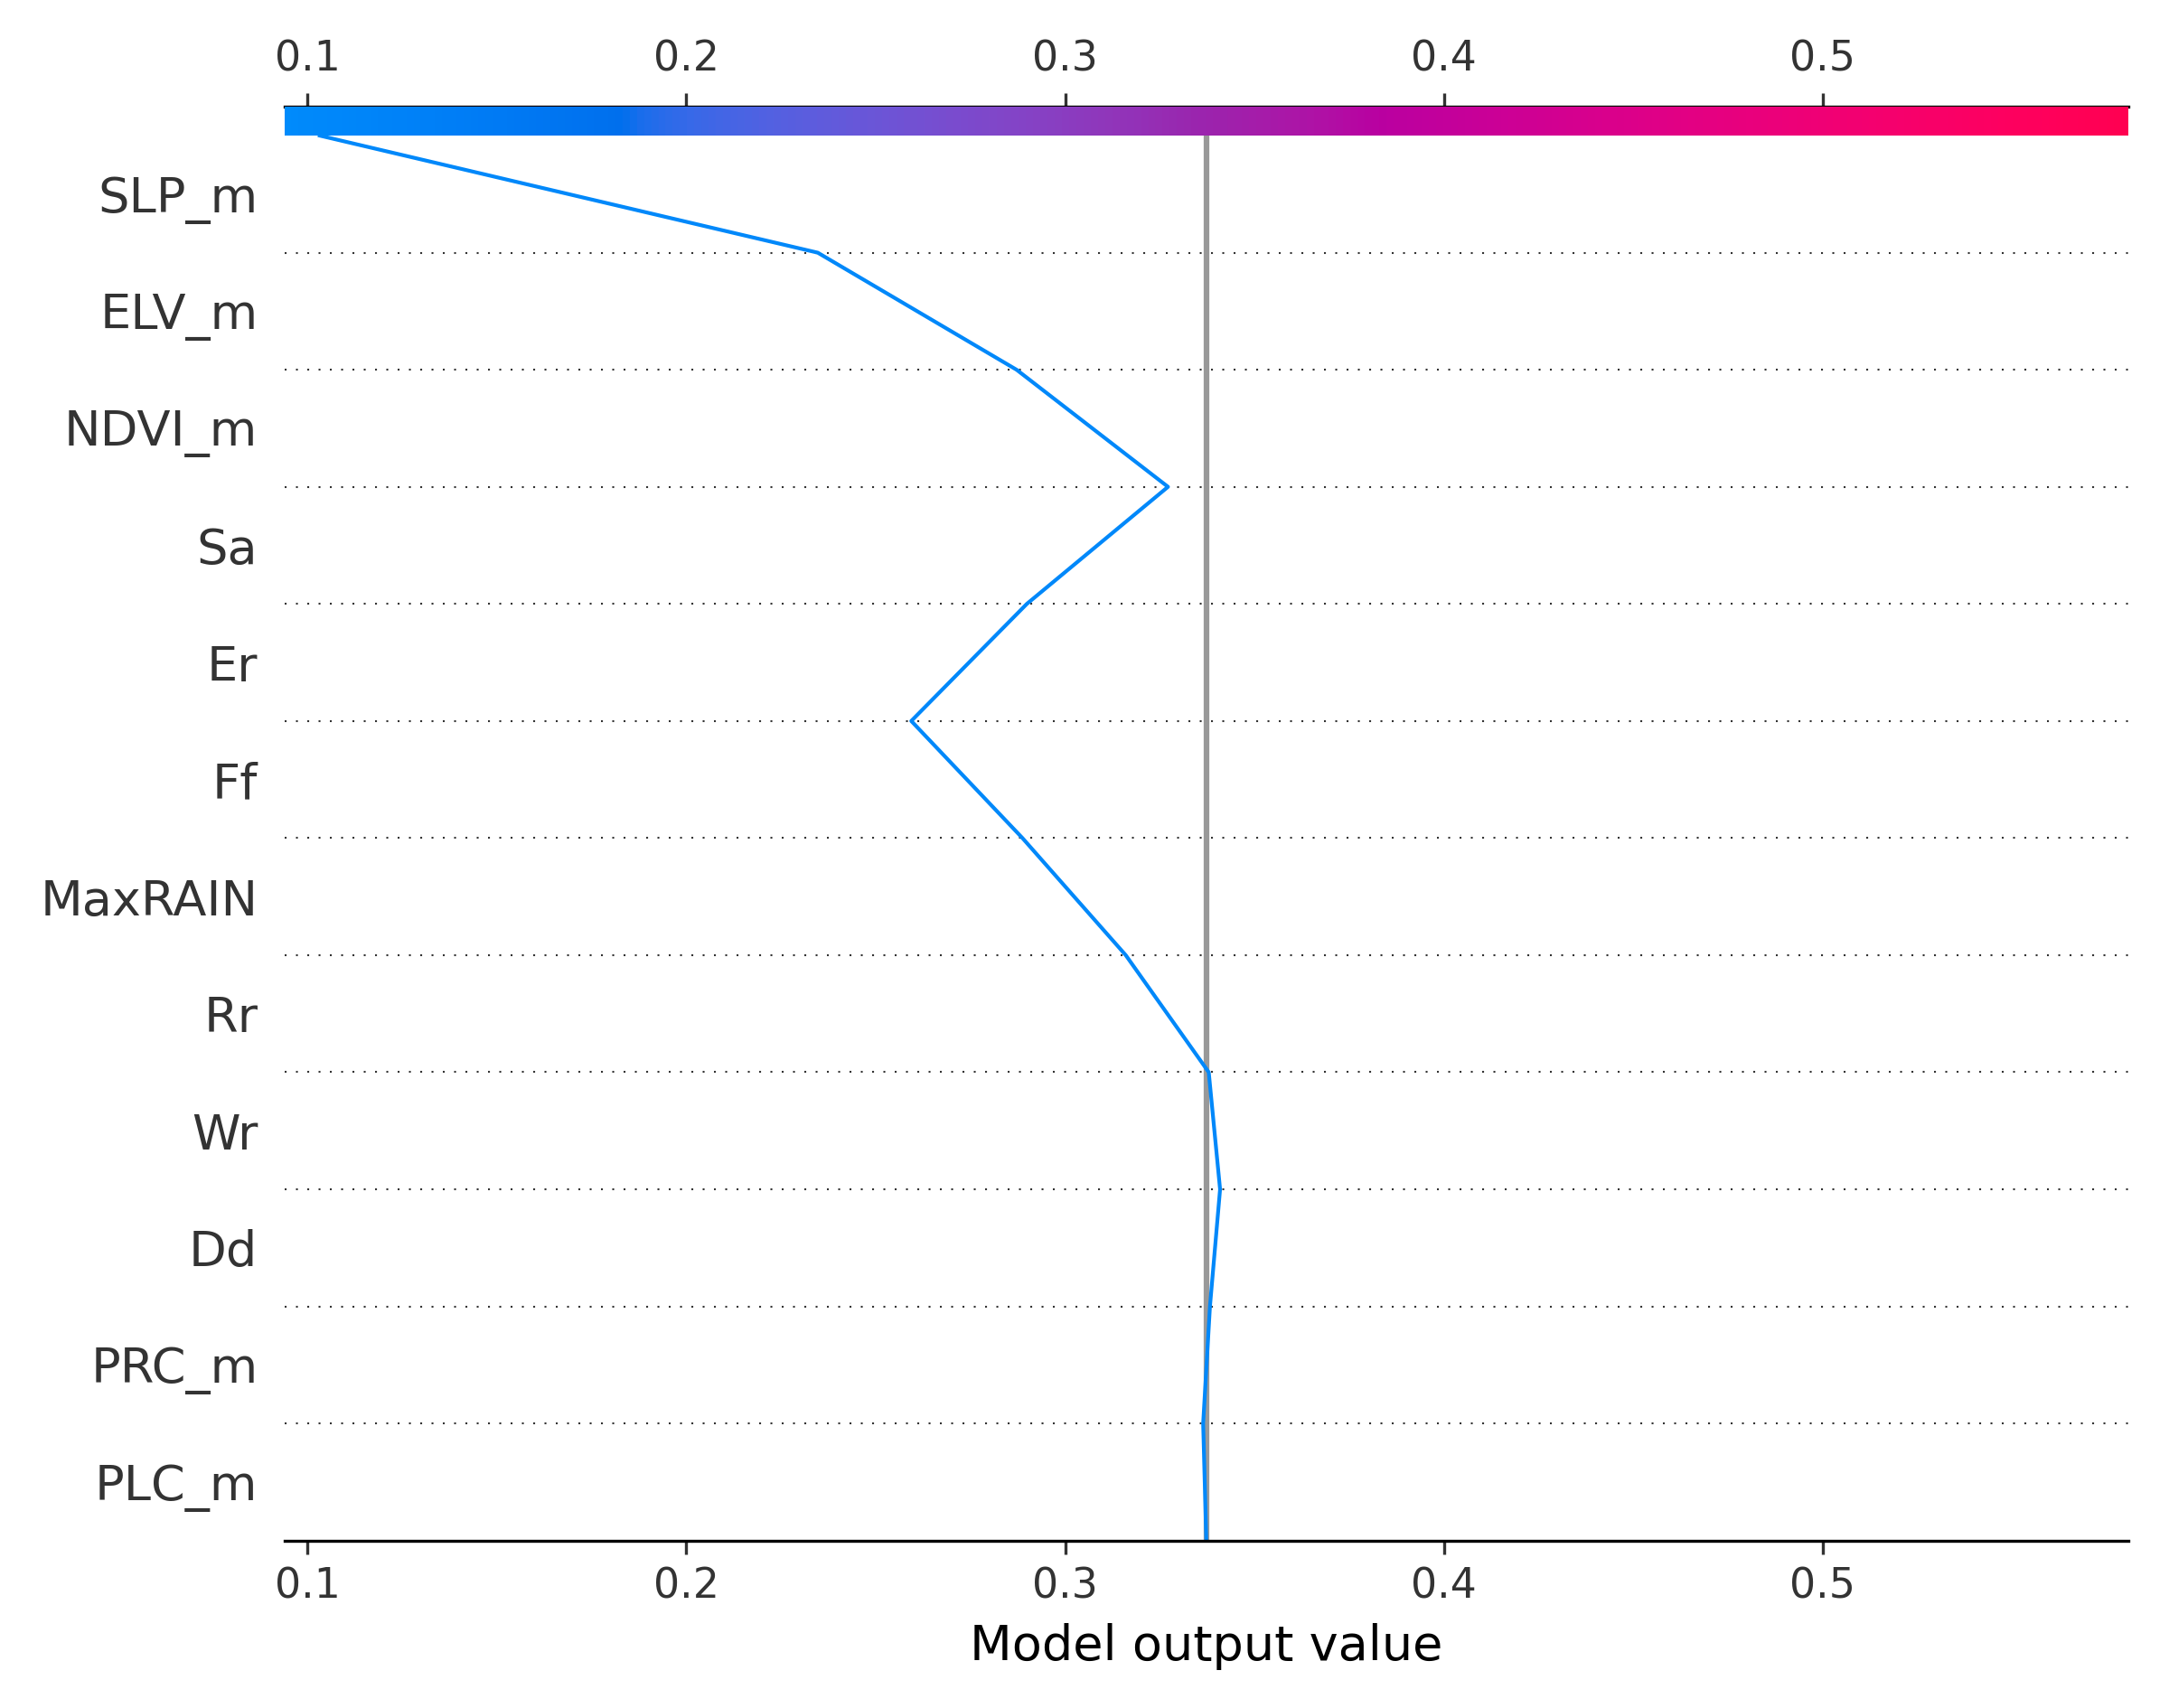 0.1 0.2 0.3 0.4 0.5
SLP_m
ELV_m
NDVI_m
Sa
Er
Ff
MaxRAIN
Rr
Wr
Dd
PRC_m
PLC_m
0.1 0.2 0.3 0.4 0.5
Model output value